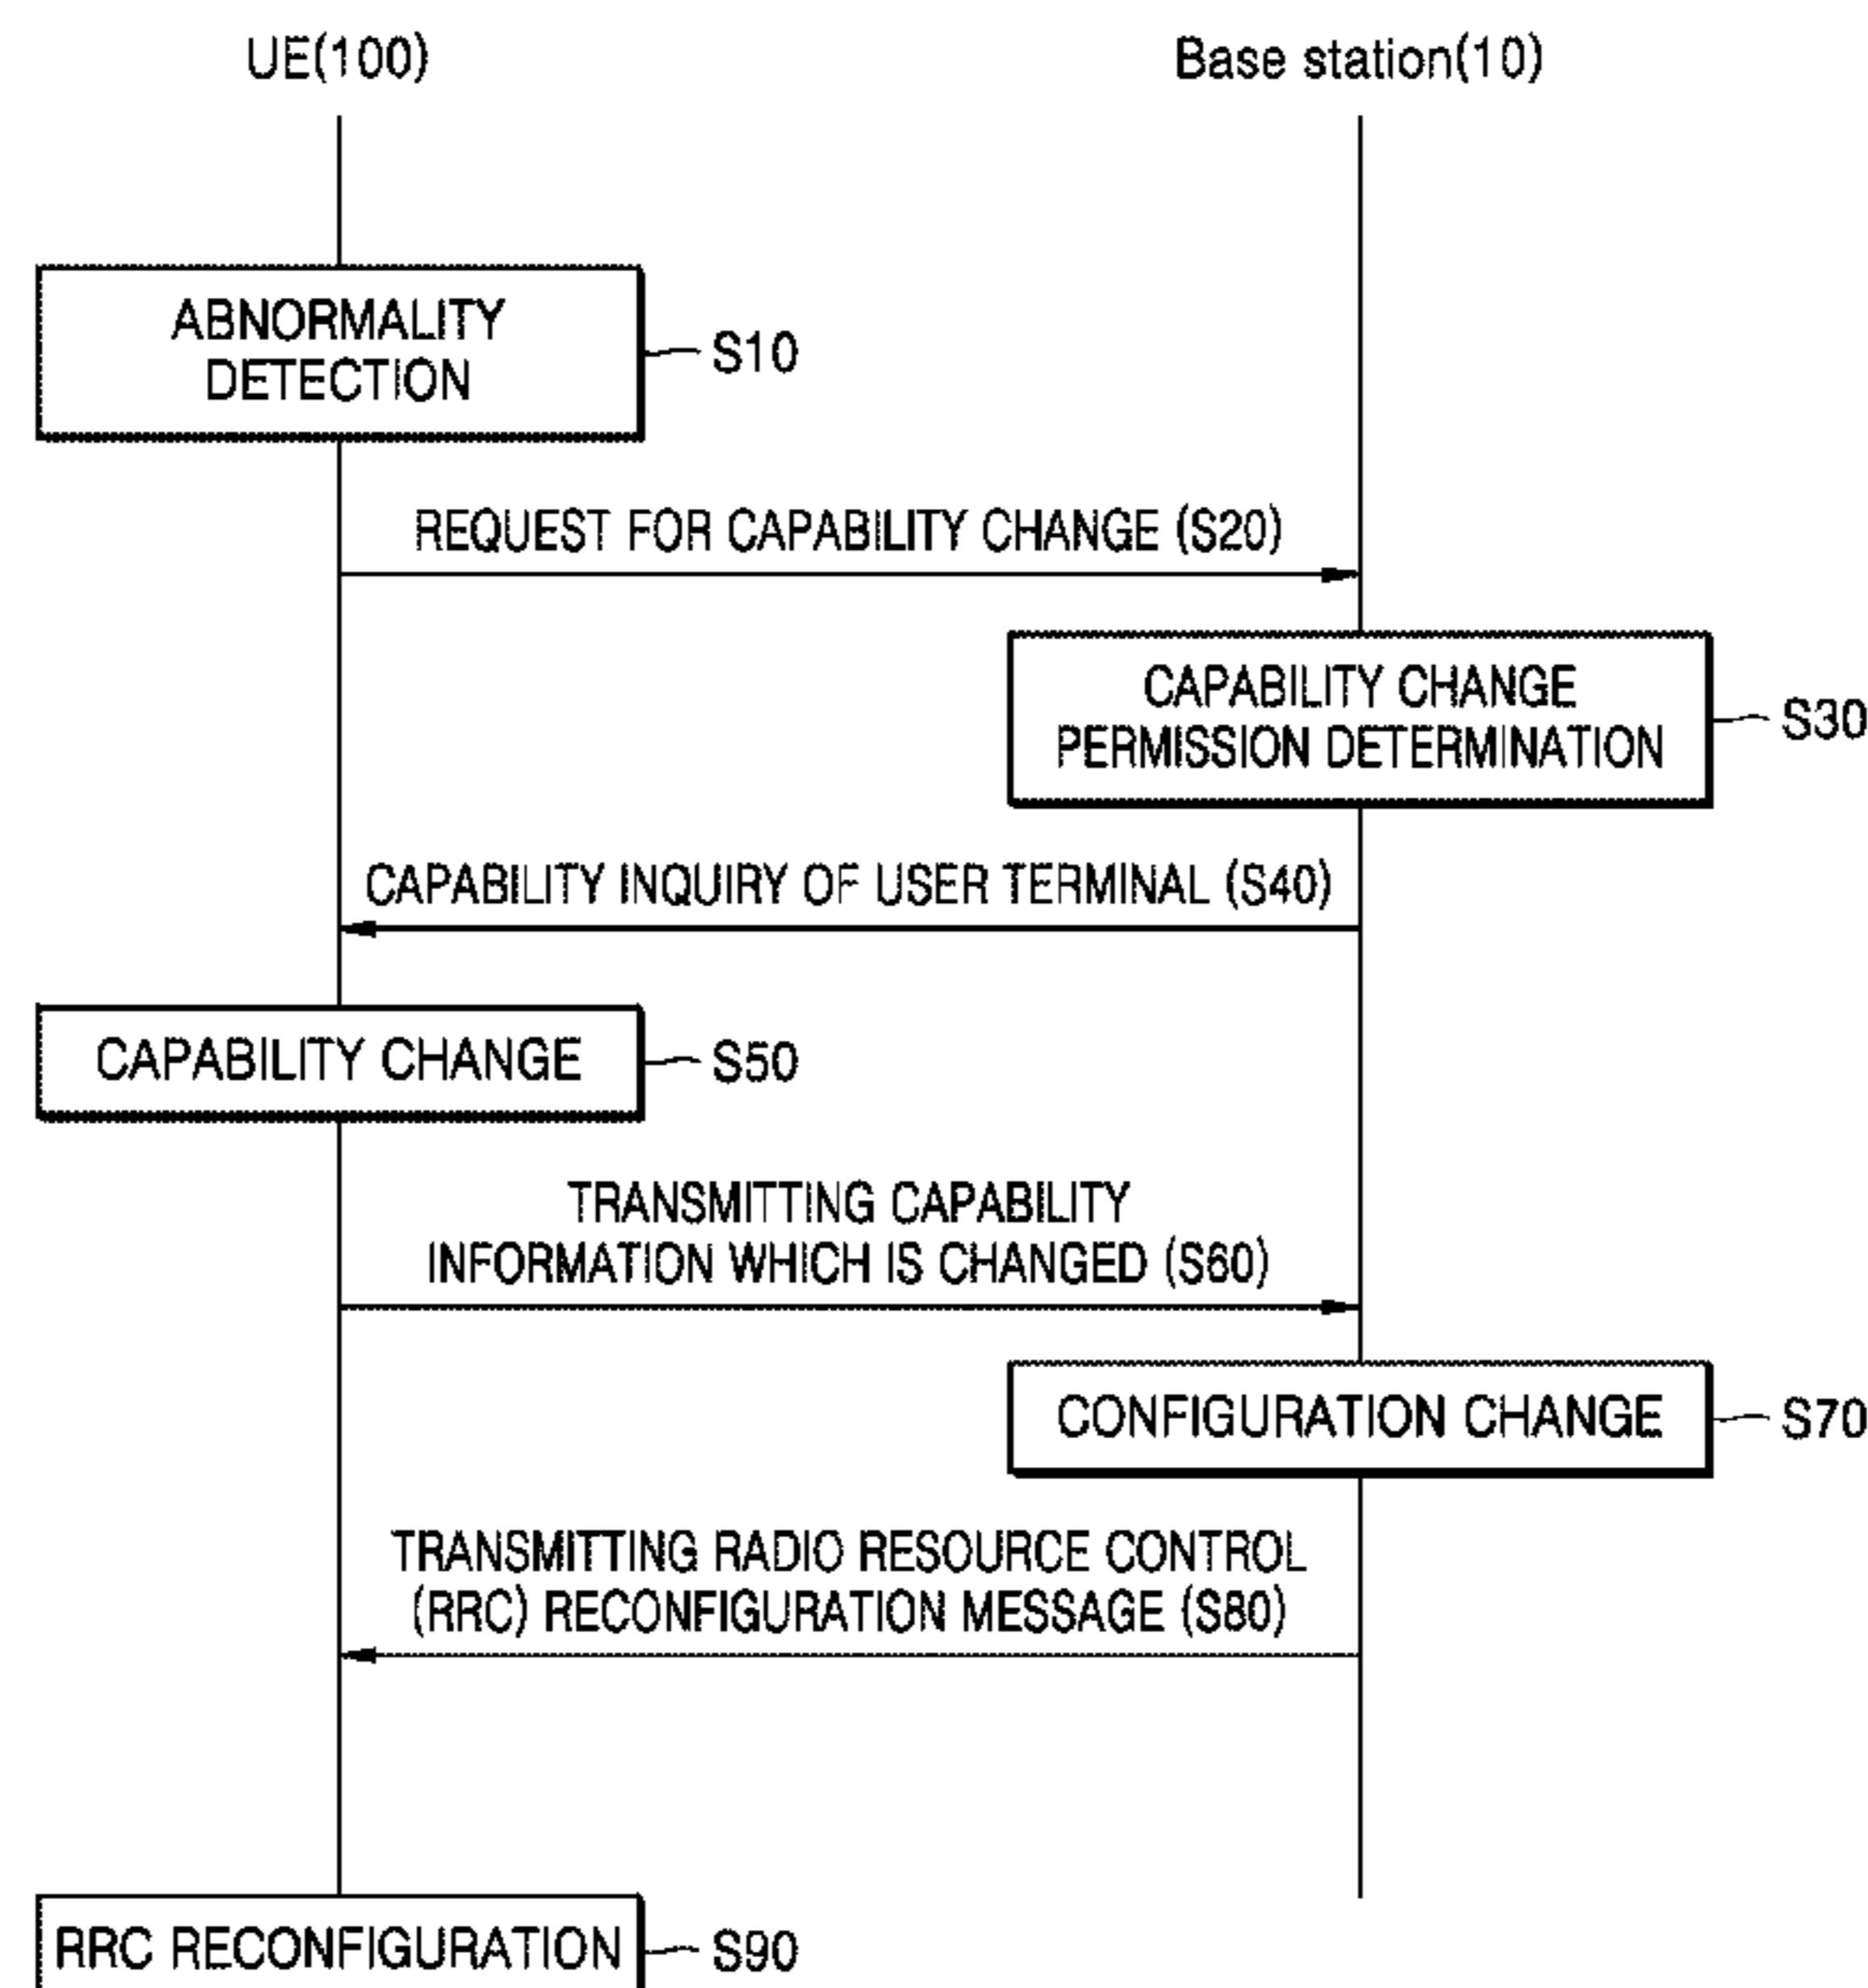 UE(100)
Base station(10)
ABNORMALITY
DETECTION
S10
REQUEST FOR CAPABILITY CHANGE (S20)
CAPABILITY CHANGE
PERMISSION DETERMINATION
S30
CAPABILITY INQUIRY OF USER TERMINAL (S40)
CAPABILITY CHANGE
S50
TRANSMITTING CAPABILITY
INFORMATION WHICH IS CHANGED (S60)
CONFIGURATION CHANGE
S70
TRANSMITTING RADIO RESOURCE CONTROL
(RRC) RECONFIGURATION MESSAGE (S80)
RRC RECONFIGURATION
S90